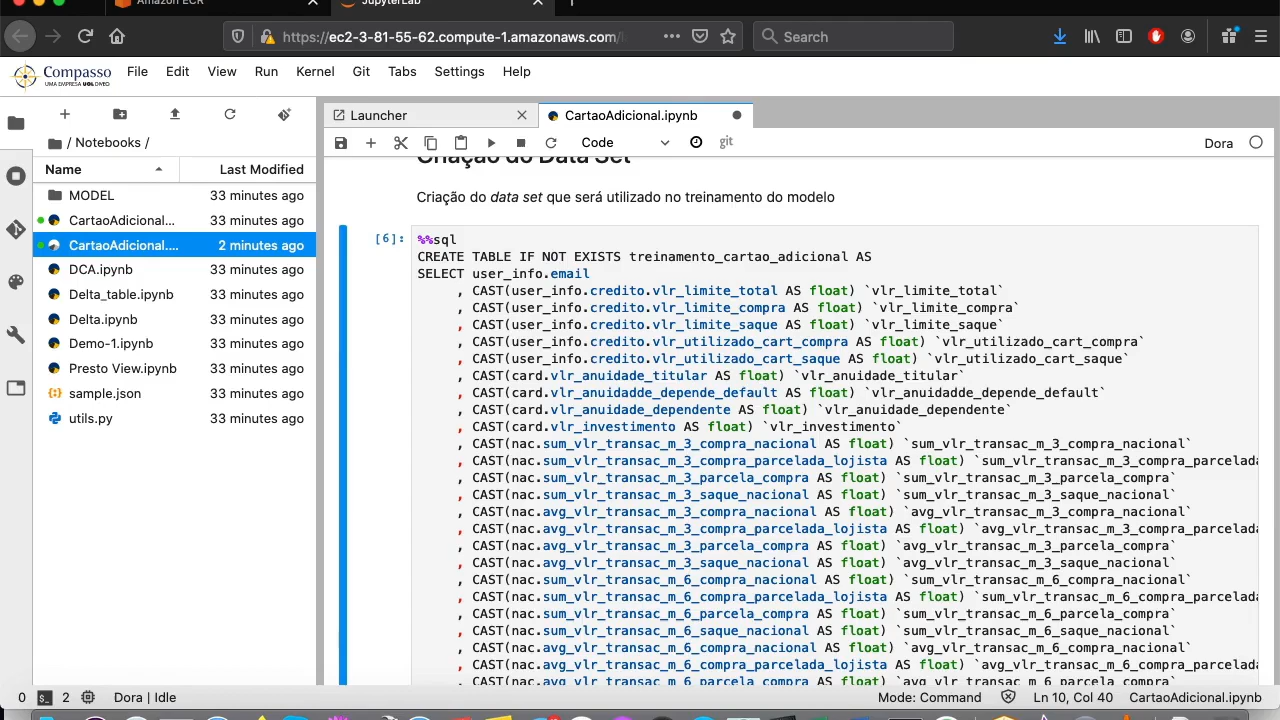 Amazon ECR
JupyterLab
https://ec2-3-81-55-62.compute-1.amazonaws.com/
Search
Compasso
UMA EMPRESA UOL DIVEO
File Edit View Run Kernel Git Tabs Settings Help
Launcher
CartaoAdicional.ipynb
/ Notebooks /
Code
git
Dora
Name Last Modified
MODEL 33 minutes ago
CartaoAdicional... 33 minutes ago
CartaoAdicional.... 2 minutes ago
DCA.ipynb 33 minutes ago
Delta_table.ipynb 33 minutes ago
Delta.ipynb 33 minutes ago
Demo-1.ipynb 33 minutes ago
Presto View.ipynb 33 minutes ago
sample.json 33 minutes ago
utils.py 33 minutes ago
Criação do Data Set
Criação do data set que será utilizado no treinamento do modelo
[6]: %%sql
CREATE TABLE IF NOT EXISTS treinamento_cartao_adicional AS
SELECT user_info.email
, CAST(user_info.credito.vlr_limite_total AS float) `vlr_limite_total`
, CAST(user_info.credito.vlr_limite_compra AS float) `vlr_limite_compra`
, CAST(user_info.credito.vlr_limite_saque AS float) `vlr_limite_saque`
, CAST(user_info.credito.vlr_utilizado_cart_compra AS float) `vlr_utilizado_cart_compra`
, CAST(user_info.credito.vlr_utilizado_cart_saque AS float) `vlr_utilizado_cart_saque`
, CAST(card.vlr_anuidade_titular AS float) `vlr_anuidade_titular`
, CAST(card.vlr_anuidadde_depende_default AS float) `vlr_anuidadde_depende_default`
, CAST(card.vlr_anuidade_dependente AS float) `vlr_anuidade_dependente`
, CAST(card.vlr_investimento AS float) `vlr_investimento`
, CAST(nac.sum_vlr_transac_m_3_compra_nacional AS float) `sum_vlr_transac_m_3_compra_nacional`
, CAST(nac.sum_vlr_transac_m_3_compra_parcelada_lojista AS float) `sum_vlr_transac_m_3_compra_parcelada
, CAST(nac.sum_vlr_transac_m_3_parcela_compra AS float) `sum_vlr_transac_m_3_parcela_compra`
, CAST(nac.sum_vlr_transac_m_3_saque_nacional AS float) `sum_vlr_transac_m_3_saque_nacional`
, CAST(nac.avg_vlr_transac_m_3_compra_nacional AS float) `avg_vlr_transac_m_3_compra_nacional`
, CAST(nac.avg_vlr_transac_m_3_compra_parcelada_lojista AS float) `avg_vlr_transac_m_3_compra_parcelada
, CAST(nac.avg_vlr_transac_m_3_parcela_compra AS float) `avg_vlr_transac_m_3_parcela_compra`
, CAST(nac.avg_vlr_transac_m_3_saque_nacional AS float) `avg_vlr_transac_m_3_saque_nacional`
, CAST(nac.sum_vlr_transac_m_6_compra_nacional AS float) `sum_vlr_transac_m_6_compra_nacional`
, CAST(nac.sum_vlr_transac_m_6_compra_parcelada_lojista AS float) `sum_vlr_transac_m_6_compra_parcelada
, CAST(nac.sum_vlr_transac_m_6_parcela_compra AS float) `sum_vlr_transac_m_6_parcela_compra`
, CAST(nac.sum_vlr_transac_m_6_saque_nacional AS float) `sum_vlr_transac_m_6_saque_nacional`
, CAST(nac.avg_vlr_transac_m_6_compra_nacional AS float) `avg_vlr_transac_m_6_compra_nacional`
, CAST(nac.avg_vlr_transac_m_6_compra_parcelada_lojista AS float) `avg_vlr_transac_m_6_compra_parcelada
, CAST(nac.avg_vlr_transac_m_6_parcela_compra AS float) `avg_vlr_transac_m_6_parcela_compra`
0 2 Dora | Idle Mode: Command Ln 10, Col 40 CartaoAdicional.ipynb